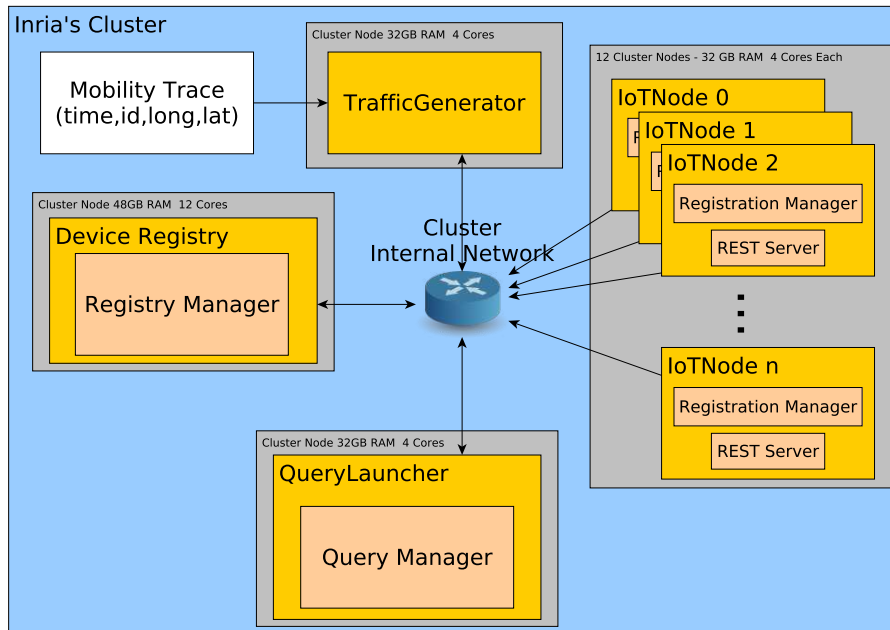 Inria's Cluster
Mobility Trace
(time,id,long,lat)
Cluster Node 32GB RAM 4 Cores
TrafficGenerator
12 Cluster Nodes - 32 GB RAM 4 Cores Each
IoTNode 0
R
IoTNode 1
R
IoTNode 2
Registration Manager
REST Server
IoTNode n
Registration Manager
REST Server
Cluster Node 48GB RAM 12 Cores
Device Registry
Registry Manager
Cluster
Internal Network
Cluster Node 32GB RAM 4 Cores
QueryLauncher
Query Manager